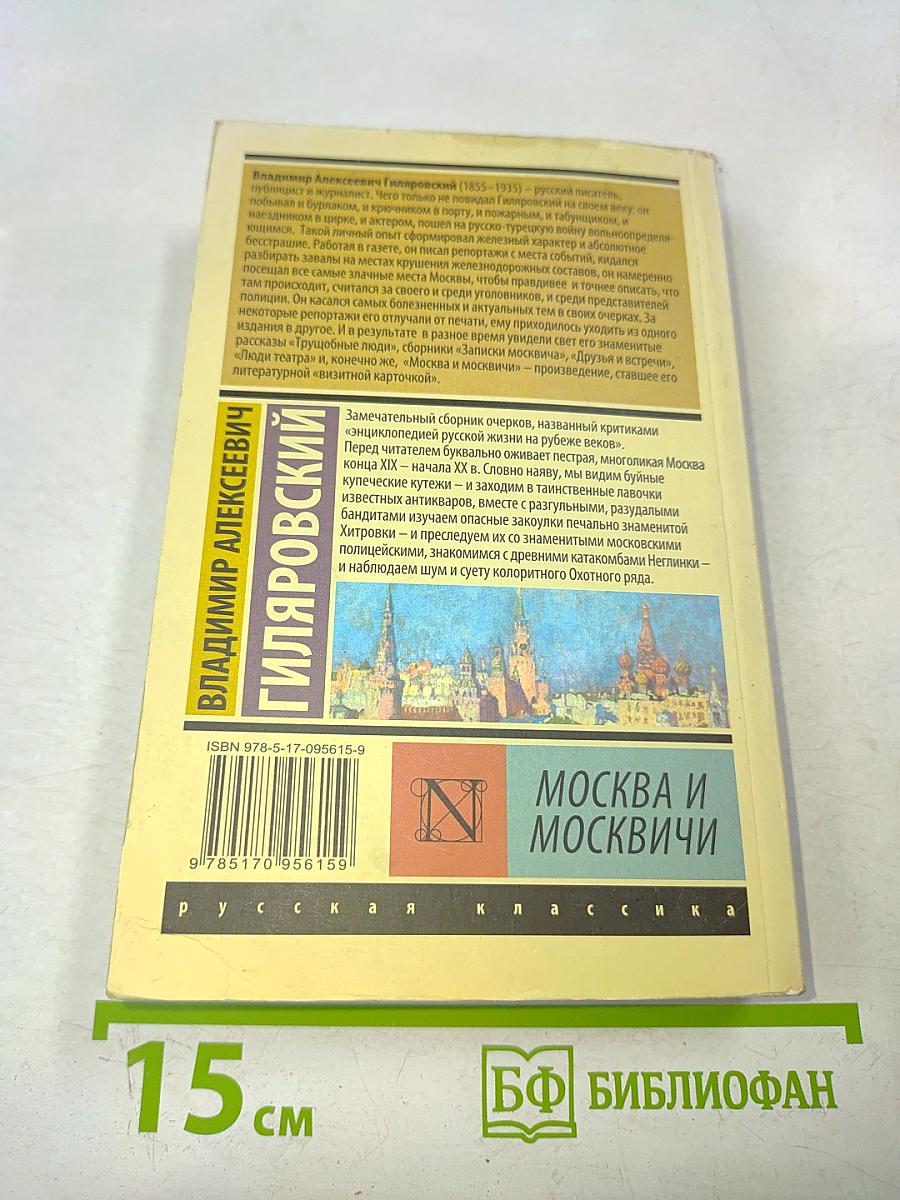 Владимир Алексеевич Гиляровский (1855–1935) – русский писатель,
публицист и журналист. Чего только не повидал Гиляровский на своем веку: он
побывал и бурлаком, и крючником в порту, и пожарным, и табунщиком, и
наездником в цирке, и актером, пошел на русско-турецкую войну вольноопределя-
ющимся. Такой личный опыт сформировал железный характер и абсолютное
бесстрашие. Работая в газете, он писал репортажи с места событий, кидался
разбирать завалы на местах крушения железнодорожных составов, он намеренно
посещал все самые злачные места Москвы, чтобы правдивее и точнее описать, что
там происходит, считался за своего и среди уголовников, и среди представителей
полиции. Он касался самых болезненных и актуальных тем в своих очерках. За
некоторые репортажи его отлучали от печати, ему приходилось уходить из одного
издания в другое. И в результате в разное время увидели свет его знаменитые
рассказы «Трущобные люди», сборники «Записки москвича», «Друзья и встречи»,
«Люди театра» и, конечно же, «Москва и москвичи» – произведение, ставшее его
литературной «визитной карточкой».
ВЛАДИМИР АЛЕКСЕЕВИЧ
ГИЛЯРОВСКИЙ
Замечательный сборник очерков, названный критиками
«энциклопедией русской жизни на рубеже веков».
Перед читателем буквально оживает пестрая, многоликая Москва
конца XIX – начала XX в. Словно наяву, мы видим буйные
купеческие кутежи – и заходим в таинственные лавочки
известных антикваров, вместе с разгульными, разудалыми
бандитами изучаем опасные закоулки печально знаменитой
Хитровки – и преследуем их со знаменитыми московскими
полицейскими, знакомимся с древними катакомбами Неглинки –
и наблюдаем шум и суету колоритного Охотного ряда.
ISBN 978-5-17-095615-9
9 785170 956159
N
МОСКВА И
МОСКВИЧИ
русская классика
15 см
БФ БИБЛИОФАН